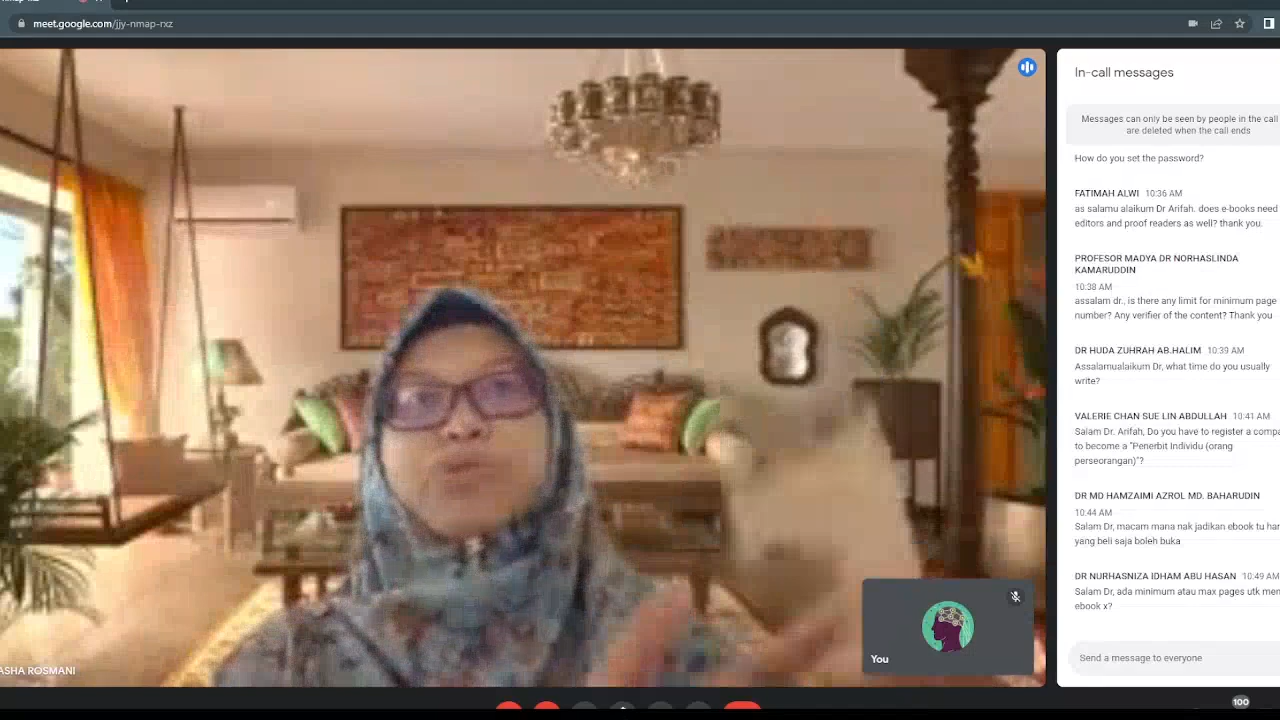 meet.google.com/jjy-nmap-rxz
In-call messages
Messages can only be seen by people in the call
are deleted when the call ends
How do you set the password?
FATIMAH ALWI 10:36 AM
as salamu alaikum Dr Arifah. does e-books need
editors and proof readers as well? thank you.
PROFESOR MADYA DR NORHASLINDA
KAMARUDDIN
10:38 AM
assalam dr., is there any limit for minimum page
number? Any verifier of the content? Thank you
DR HUDA ZUHRAH AB.HALIM 10:39 AM
Assalamualaikum Dr, what time do you usually
write?
VALERIE CHAN SUE LIN ABDULLAH 10:41 AM
Salam Dr. Arifah, Do you have to register a compa
to become a "Penerbit Individu (orang
perseorangan)"?
DR MD HAMZAIMI AZROL MD. BAHARUDIN
10:44 AM
Salam Dr, macam mana nak jadikan ebook tu han
yang beli saja boleh buka
DR NURHASNIZA IDHAM ABU HASAN 10:49 AM
Salam Dr, ada minimum atau max pages utk men
ebook x?
Send a message to everyone
You
ASHA ROSMANI
100